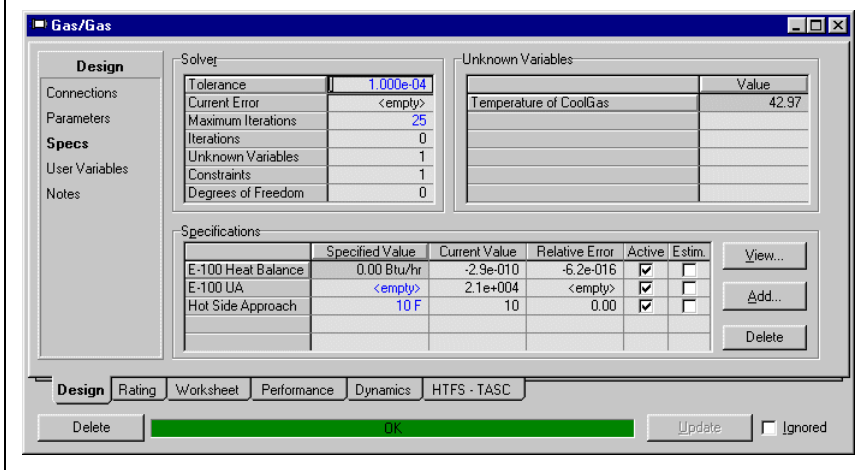 Gas/Gas
Design
Connections
Parameters
Specs
User Variables
Notes
Solver
Tolerance 1.000e-04
Current Error <empty>
Maximum Iterations 25
Iterations 0
Unknown Variables 1
Constraints 1
Degrees of Freedom 0
Unknown Variables
Value
Temperature of CoolGas 42.97
Specifications
Specified Value Current Value Relative Error Active Estim.
E-100 Heat Balance 0.00 Btu/hr -2.9e-010 -6.2e-016
E-100 UA <empty> 2.1e+004 <empty>
Hot Side Approach 10 F 10 0.00
View...
Add...
Delete
Design Rating Worksheet Performance Dynamics HTFS - TASC
Delete OK Update Ignored